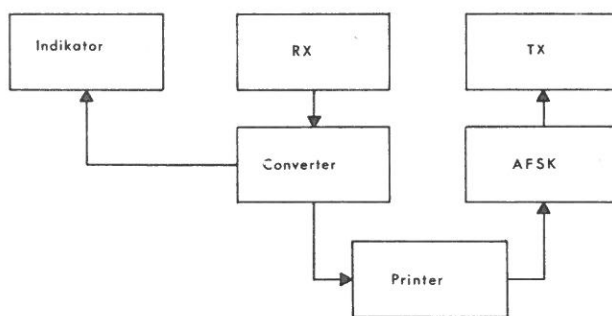 Indikator
RX
TX
Converter
AFSK
Printer